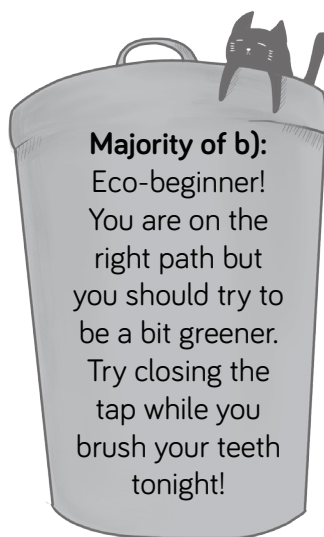 Majority of b):
Eco-beginner!
You are on the
right path but
you should try to
be a bit greener.
Try closing the
tap while you
brush your teeth
tonight!